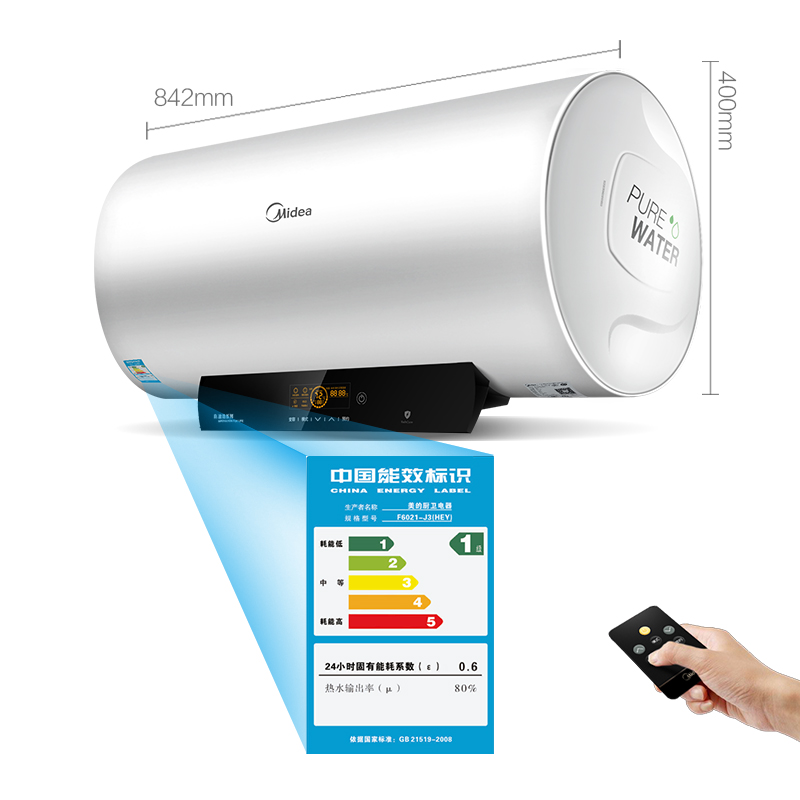 842mm
400mm
Midea
PURE
WATER
中国能效标识
CHINA ENERGY LABEL
生产者名称 美的厨卫电器
规格型号 F6021-J3(HEY)
耗能低 1 1级
2
中 等 3
4
耗能高 5
24小时固有能耗系数 ( ε ) 0.6
热水输出率 ( μ ) 80%
依据国家标准: GB 21519-2008
Midea